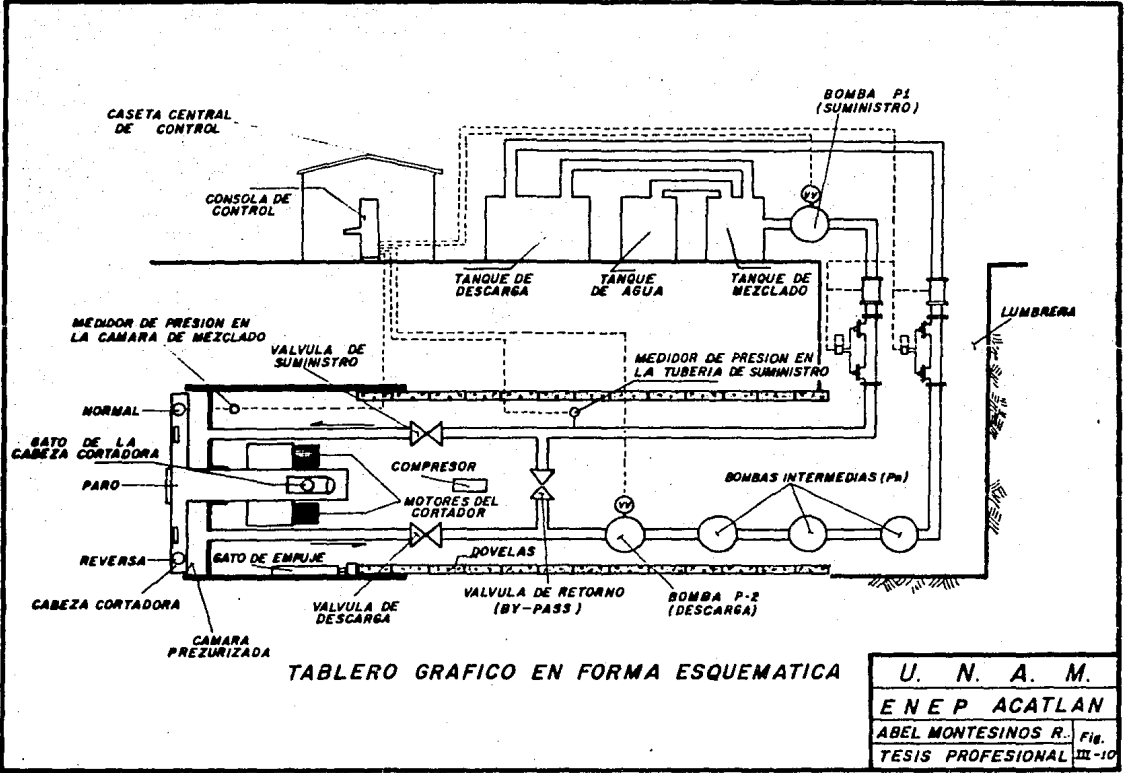 BOMBA P1
(SUMINISTRO)
CASETA CENTRAL
DE CONTROL
CONSOLA DE
CONTROL
VV
TANQUE DE
DESCARGA
TANQUE
DE AGUA
TANQUE DE
MEZCLADO
LUMBRERA
MEDIDOR DE PRESION EN
LA CAMARA DE MEZCLADO
VALVULA DE
SUMINISTRO
MEDIDOR DE PRESION EN
LA TUBERIA DE SUMINISTRO
NORMAL
GATO DE LA
CABEZA CORTADORA
PARO
COMPRESOR
MOTORES DEL
CORTADOR
BOMBAS INTERMEDIAS (Pn)
VV
REVERSA
GATO DE EMPUJE
DOVELAS
CABEZA CORTADORA
VALVULA DE
DESCARGA
VALVULA DE RETORNO
(BY-PASS)
BOMBA P-2
(DESCARGA)
CAMARA
PREZURIZADA
TABLERO GRAFICO EN FORMA ESQUEMATICA
U. N. A. M.
ENEP ACATLAN
ABEL MONTESINOS R.
TESIS PROFESIONAL
Fig.
III-10